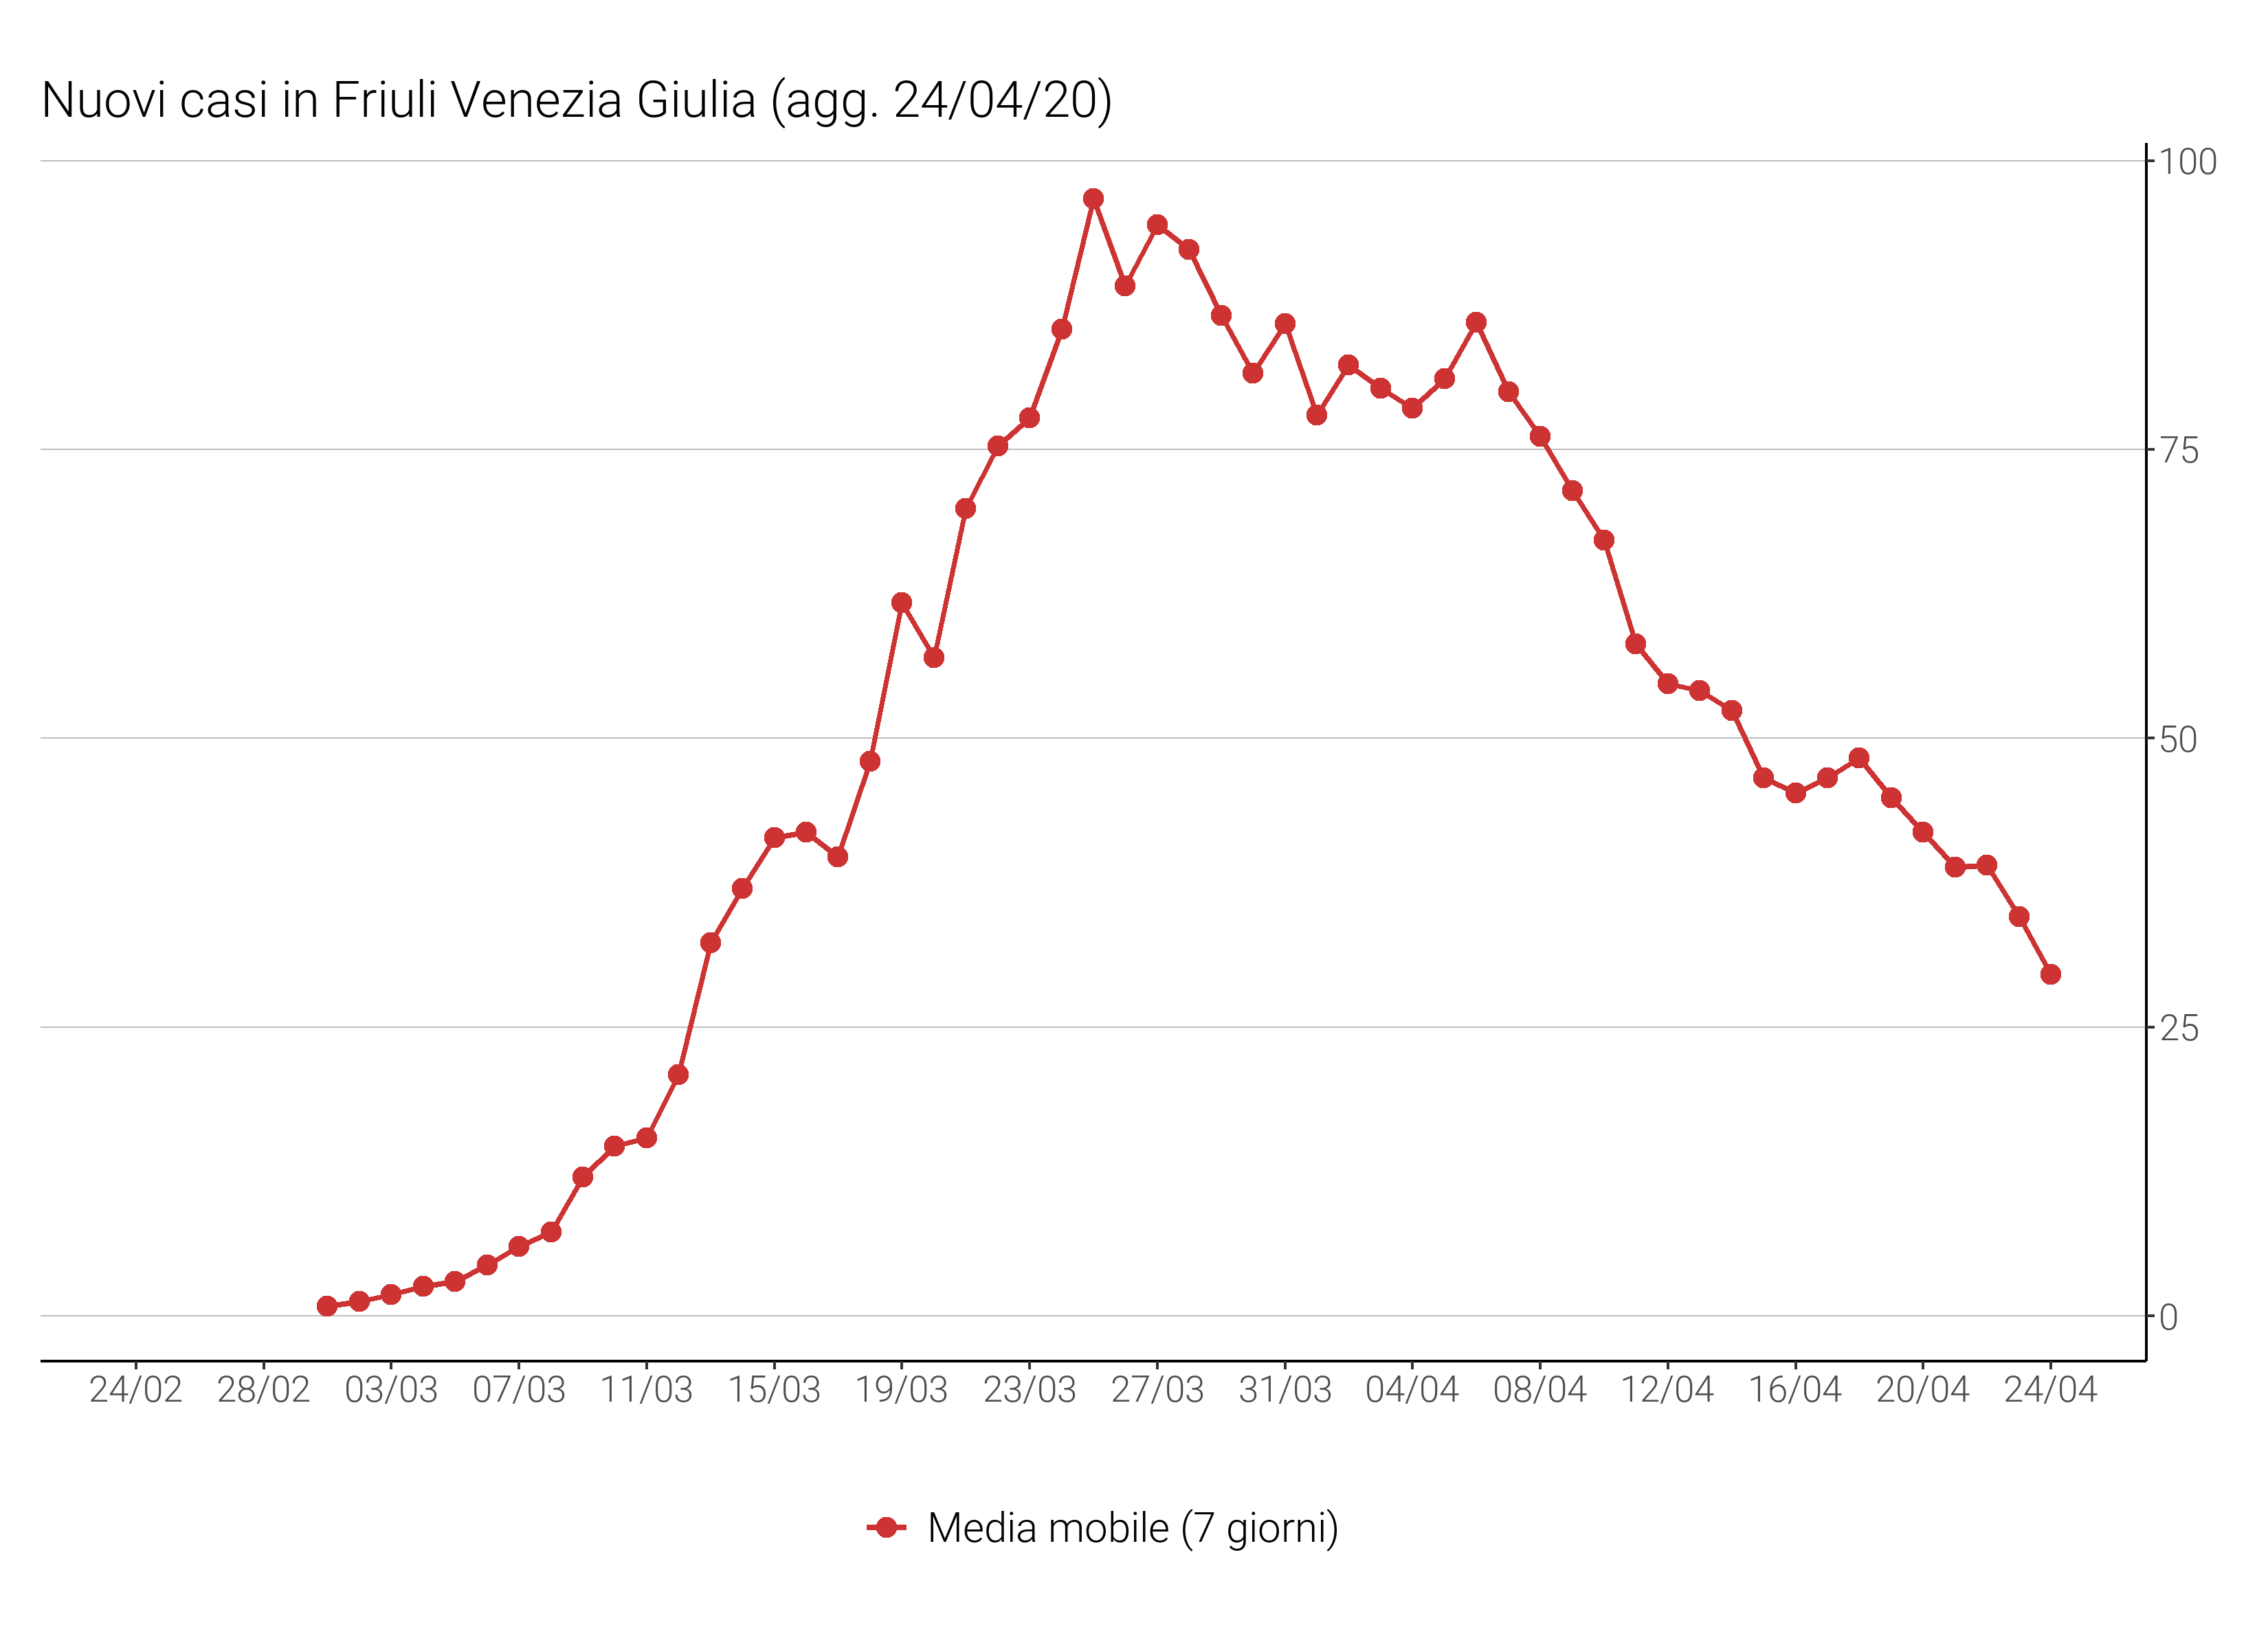 Nuovi casi in Friuli Venezia Giulia (agg. 24/04/20)
100
75
50
25
0
24/02 28/02 03/03 07/03 11/03 15/03 19/03 23/03 27/03 31/03 04/04 08/04 12/04 16/04 20/04 24/04
Media mobile (7 giorni)